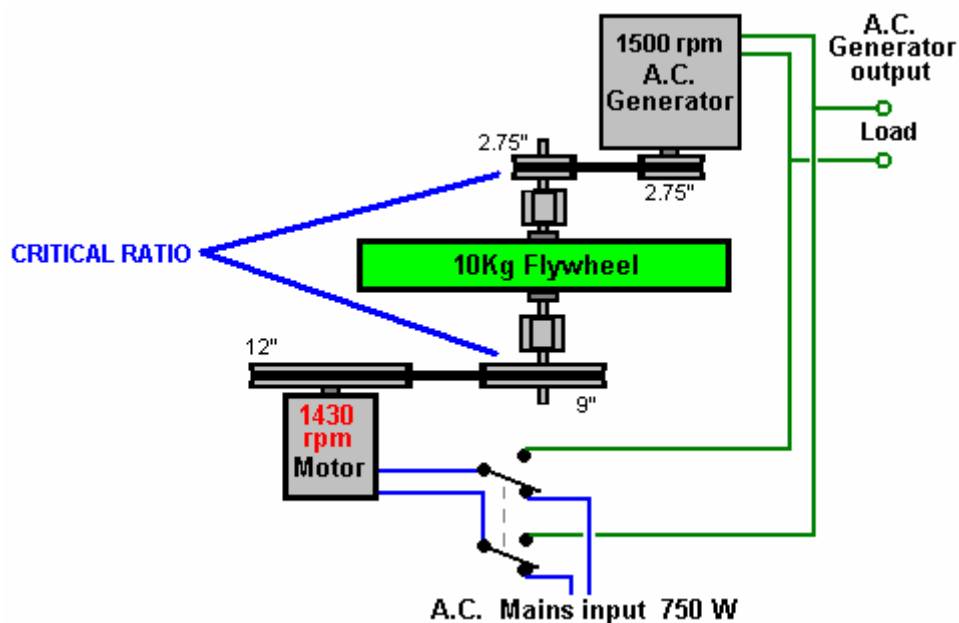 A.C.
Generator
output
1500 rpm
A.C.
Generator
Load
2.75"
2.75"
CRITICAL RATIO
10Kg Flywheel
12"
9"
1430
rpm
Motor
A.C. Mains input 750 W